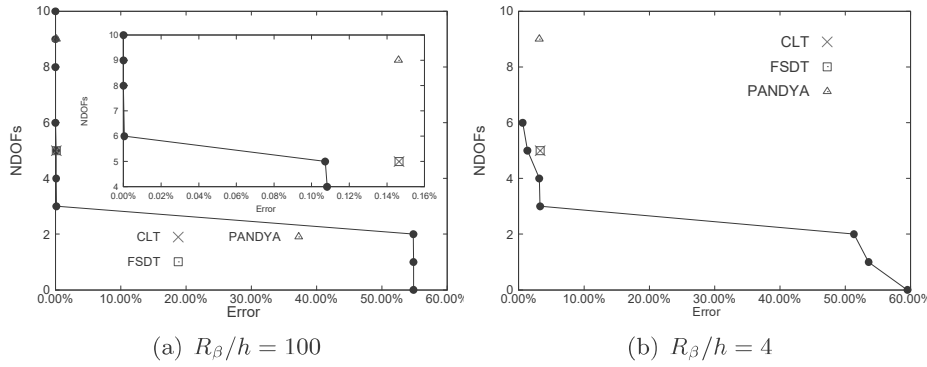 10
8
6
4
2
0
NDOFs
0.00% 10.00% 20.00% 30.00% 40.00% 50.00% 60.00%
Error
10
9
8
7
6
5
4
NDOFs
0.00% 0.02% 0.04% 0.06% 0.08% 0.10% 0.12% 0.14% 0.16%
Error
CLT
PANDYA
FSDT
(a) Rβ/h = 100
10
8
6
4
2
0
NDOFs
CLT
FSDT
PANDYA
0.00% 10.00% 20.00% 30.00% 40.00% 50.00% 60.00%
Error
(b) Rβ/h = 4